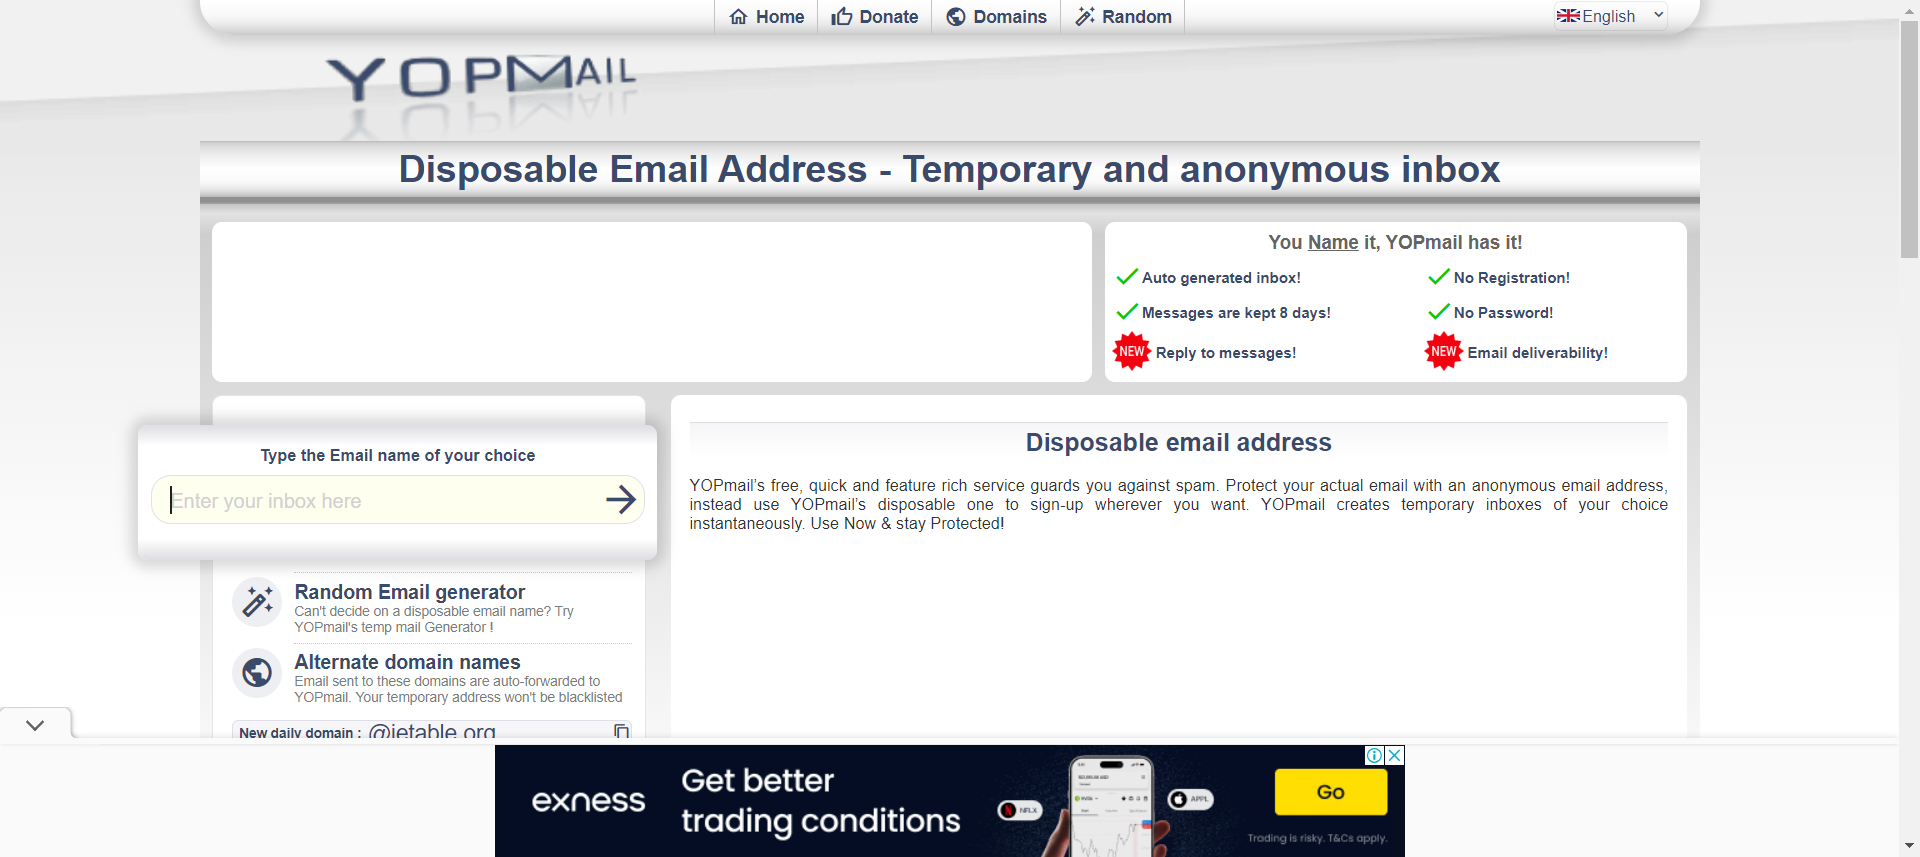 Home
Donate
Domains
Random
English
YOPMAIL
Disposable Email Address - Temporary and anonymous inbox
You Name it, YOPmail has it!
Auto generated inbox!
No Registration!
Messages are kept 8 days!
No Password!
NEW Reply to messages!
NEW Email deliverability!
Type the Email name of your choice
Enter your inbox here
Random Email generator
Can't decide on a disposable email name? Try
YOPmail's temp mail Generator !
Alternate domain names
Email sent to these domains are auto-forwarded to
YOPmail. Your temporary address won't be blacklisted
New daily domain : @jetable.org
Disposable email address
YOPmail's free, quick and feature rich service guards you against spam. Protect your actual email with an anonymous email address,
instead use YOPmail's disposable one to sign-up wherever you want. YOPmail creates temporary inboxes of your choice
instantaneously. Use Now & stay Protected!
exness
Get better
trading conditions
NFLX
APPL
Go
Trading is risky. T&Cs apply.